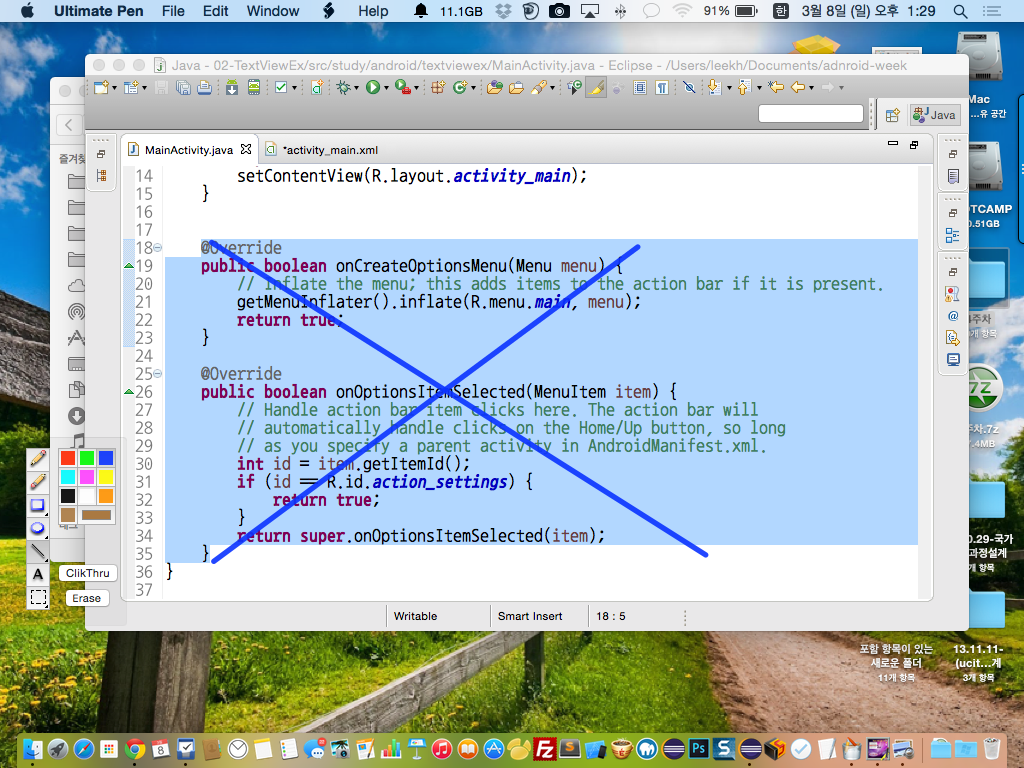 Ultimate Pen File Edit Window Help 11.1GB 91% 한 3월 8일 (일) 오후 1:29
Java - 02-TextViewEx/src/study/android/textviewex/MainActivity.java - Eclipse - /Users/leekh/Documents/adnroid-week
Java
MainActivity.java *activity_main.xml
즐겨찾
14 setContentView(R.layout.activity_main);
15 }
16
17
18 @Override
19 public boolean onCreateOptionsMenu(Menu menu) {
20 // Inflate the menu; this adds items to the action bar if it is present.
21 getMenuInflater().inflate(R.menu.main, menu);
22 return true;
23 }
24
25 @Override
26 public boolean onOptionsItemSelected(MenuItem item) {
27 // Handle action bar item clicks here. The action bar will
28 // automatically handle clicks on the Home/Up button, so long
29 // as you specify a parent activity in AndroidManifest.xml.
30 int id = item.getItemId();
31 if (id == R.id.action_settings) {
32 return true;
33 }
34 return super.onOptionsItemSelected(item);
35 }
36 }
37
A
ClikThru
Erase
Writable Smart Insert 18 : 5
Mac
...유 공간
OTCAMP
0.51GB
7Z
차.7z
7.4MB
0.29-국가
과정설계
포함 항목이 있는
새로운 폴더
11개 항목
13.11.11-
(ucit...계
3개 항목